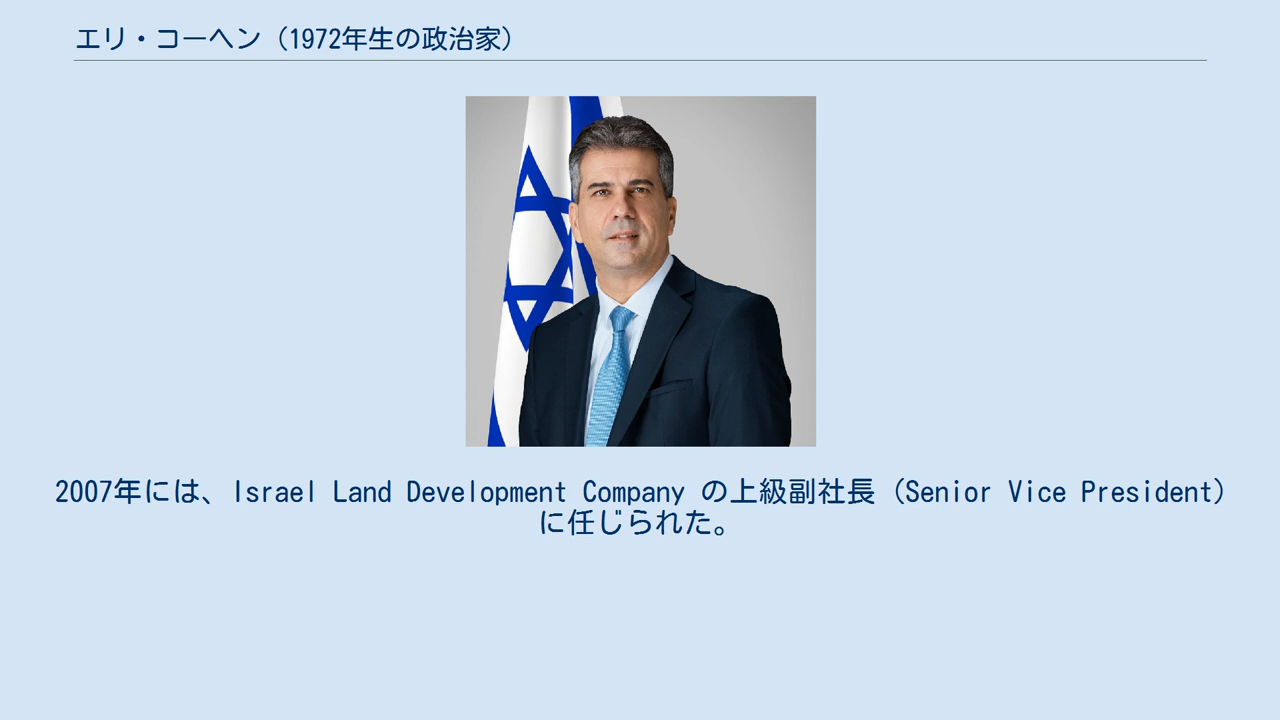 エリ・コーヘン（1972年生の政治家）
2007年には、Israel Land Development Company の上級副社長（Senior Vice President）
に任じられた。